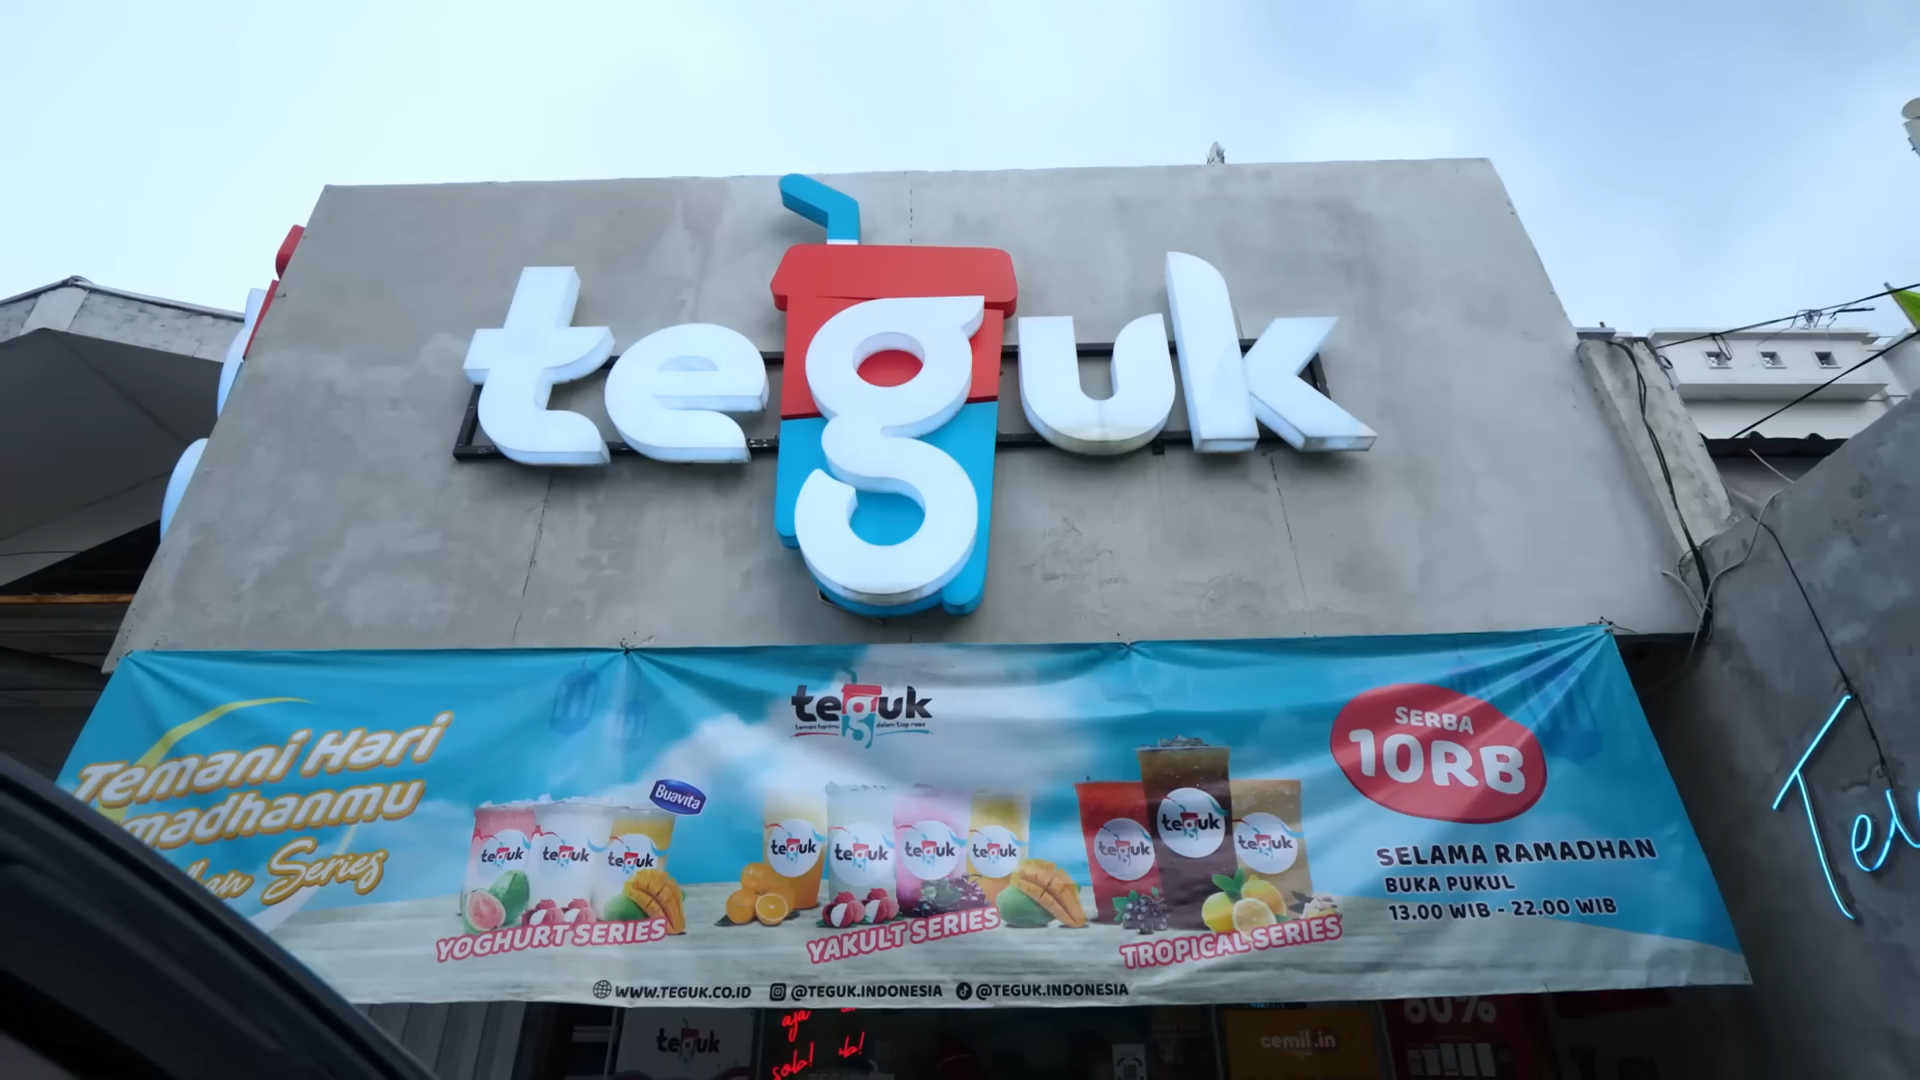 teguk
teguk
Temani Hari
Series
Buavita
SERBA
10RB
teguk
teguk
teguk
teguk
teguk
teguk
teguk
teguk
teguk
teguk
SELAMA RAMADHAN
BUKA PUKUL
13.00 WIB - 22.00 WIB
YOGHURT SERIES
YAKULT SERIES
TROPICAL SERIES
WWW.TEGUK.CO.ID @TEGUK.INDONESIA @TEGUK.INDONESIA
teguk
aja
cemil.in